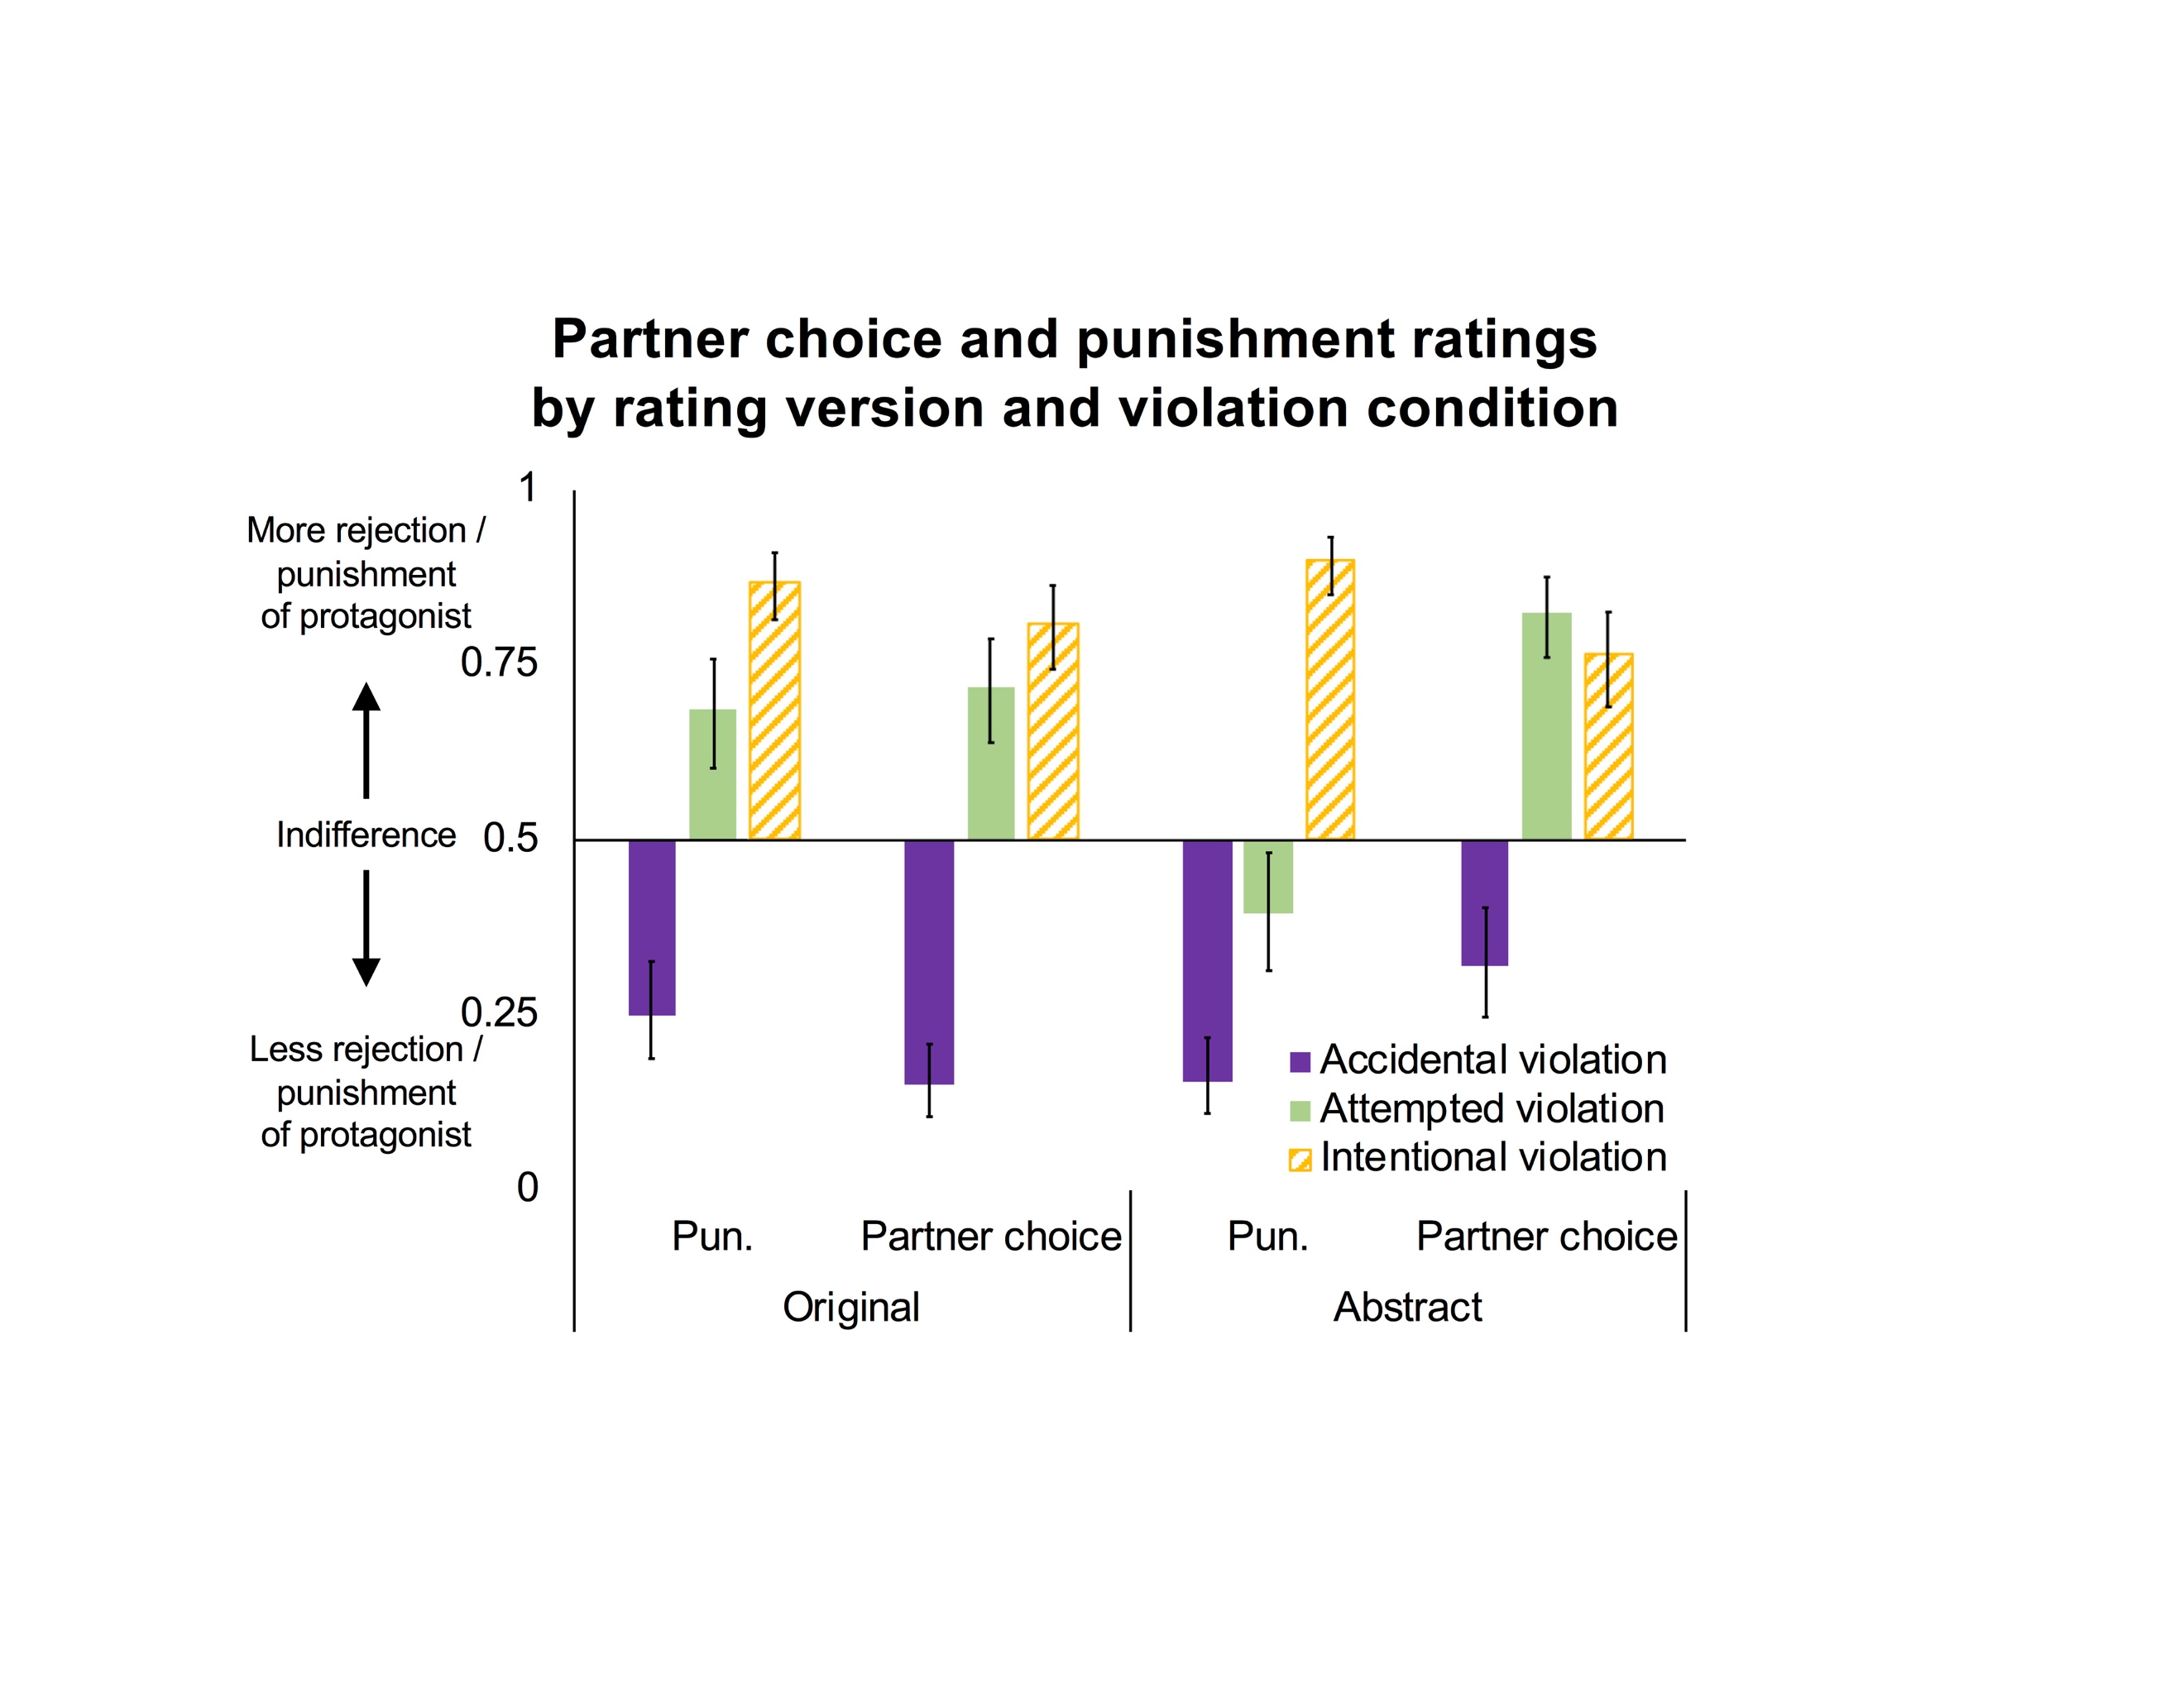 Partner choice and punishment ratings
by rating version and violation condition
1
More rejection /
punishment
of protagonist
0.75
Indifference
0.5
0.25
Less rejection /
punishment
of protagonist
0
Accidental violation
Attempted violation
Intentional violation
Pun.
Partner choice
Pun.
Partner choice
Original
Abstract